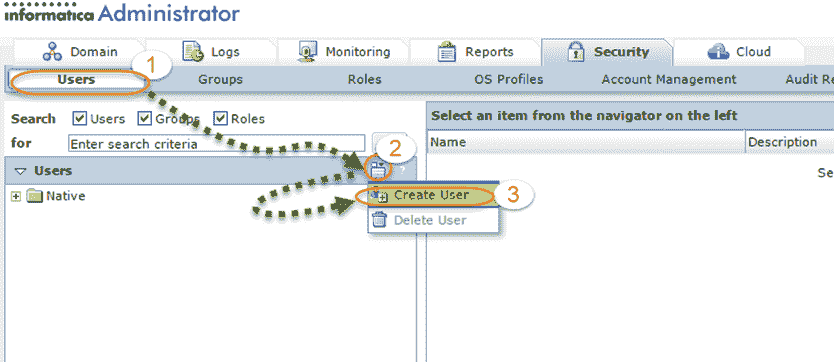 informatica Administrator
Domain Logs Monitoring Reports Security Cloud
1
Users Groups Roles OS Profiles Account Management Audit Re
Search Users Groups Roles
Select an item from the navigator on the left
for Enter search criteria
2
Name Description
Users
Se
Native
Create User 3
Delete User